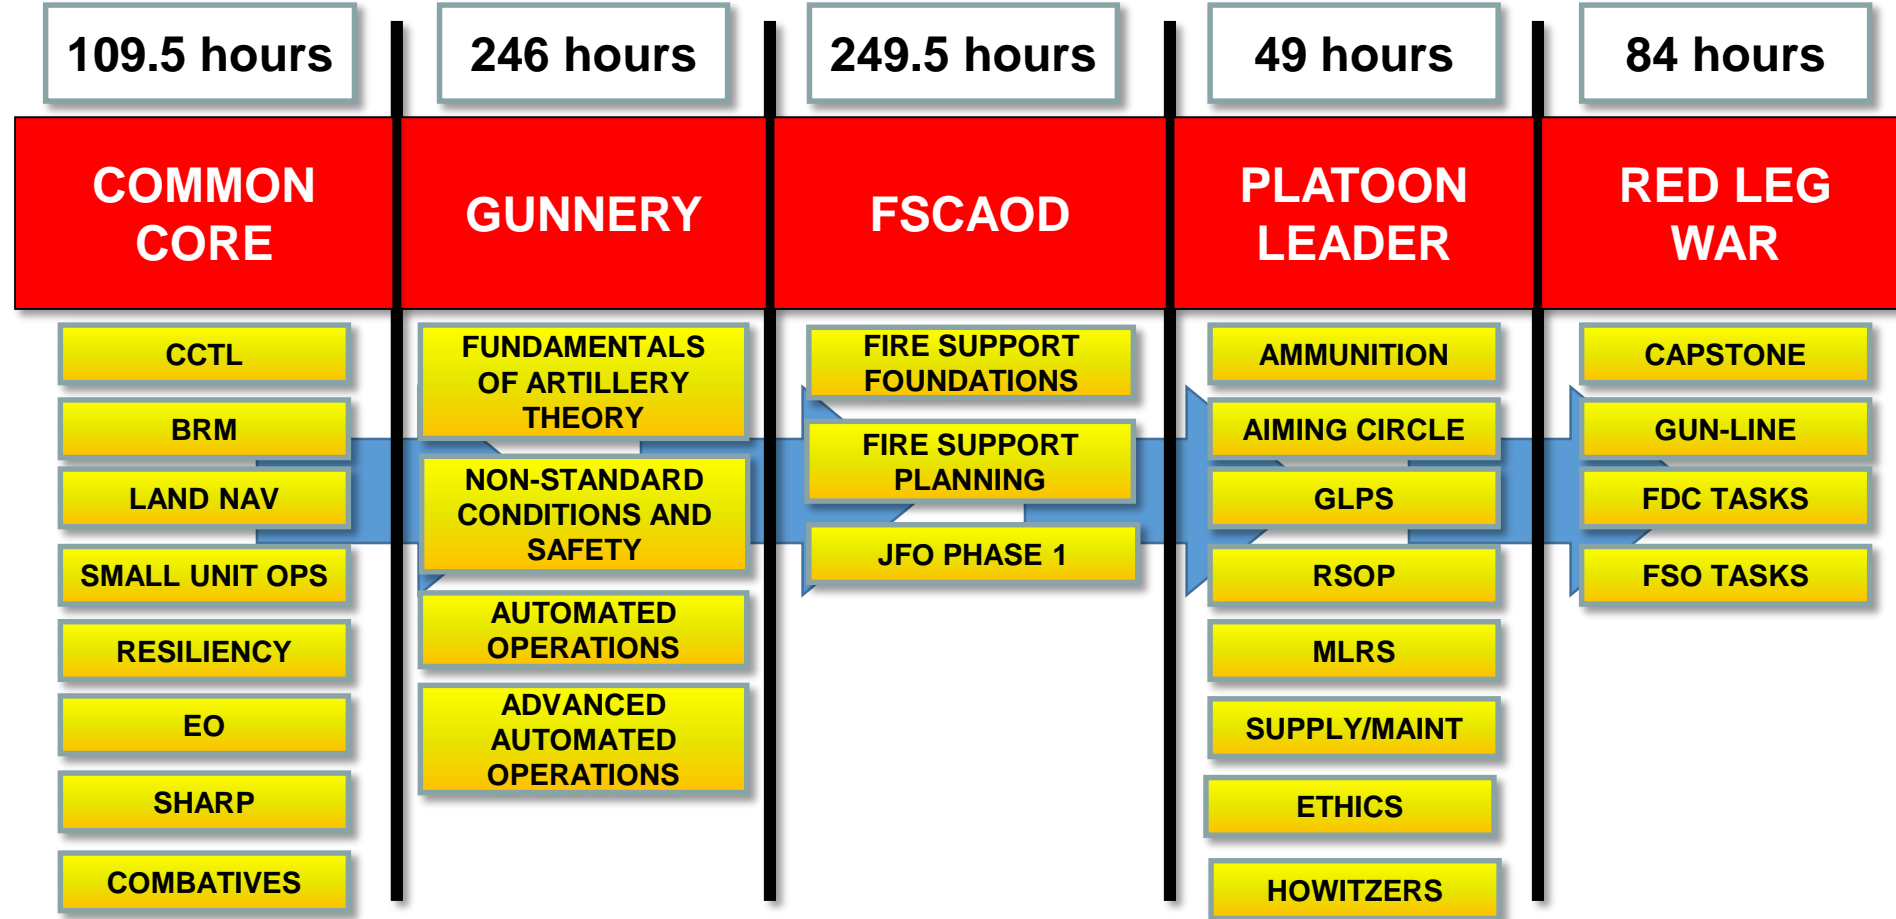 109.5 hours
246 hours
249.5 hours
49 hours
84 hours
COMMON
CORE
GUNNERY
FSCAOD
PLATOON
LEADER
RED LEG
WAR
CCTL
BRM
LAND NAV
SMALL UNIT OPS
RESILIENCY
EO
SHARP
COMBATIVES
FUNDAMENTALS
OF ARTILLERY
THEORY
NON-STANDARD
CONDITIONS AND
SAFETY
AUTOMATED
OPERATIONS
ADVANCED
AUTOMATED
OPERATIONS
FIRE SUPPORT
FOUNDATIONS
FIRE SUPPORT
PLANNING
JFO PHASE 1
AMMUNITION
AIMING CIRCLE
GLPS
RSOP
MLRS
SUPPLY/MAINT
ETHICS
HOWITZERS
CAPSTONE
GUN-LINE
FDC TASKS
FSO TASKS